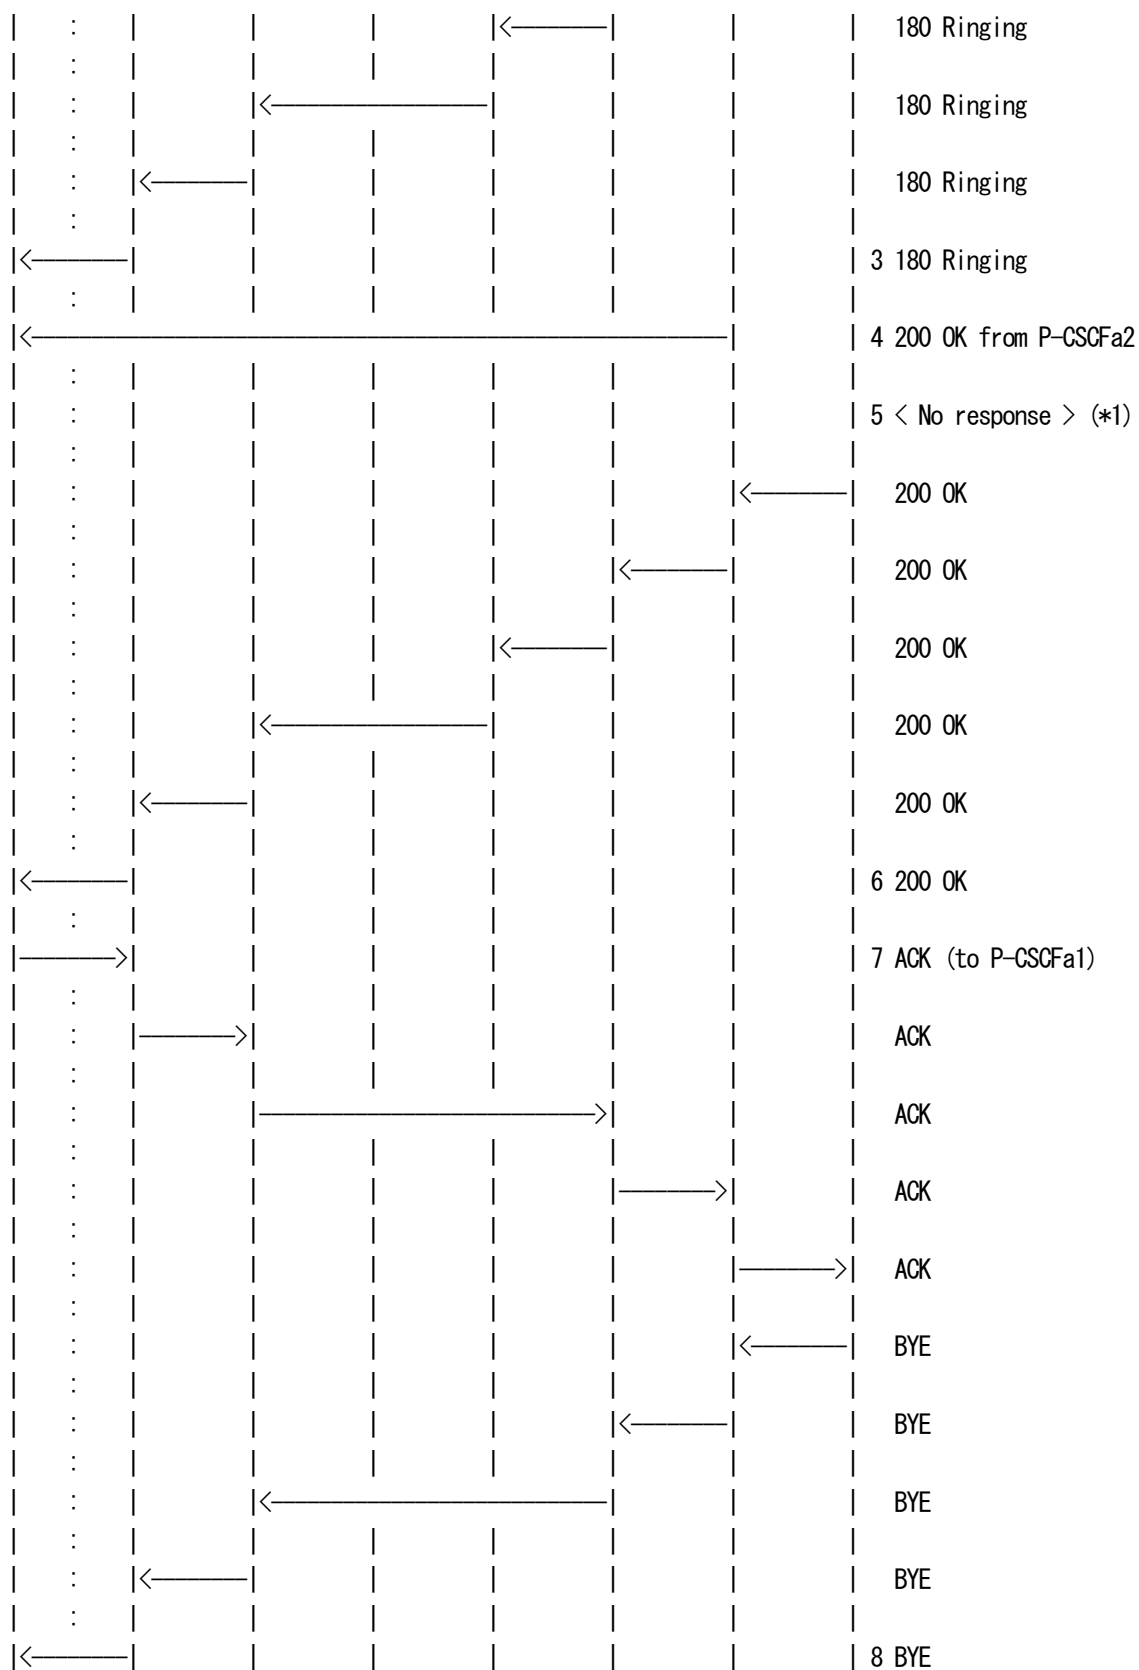 180 Ringing
180 Ringing
180 Ringing
3 180 Ringing
4 200 OK from P-CSCFa2
5 < No response > (*1)
200 OK
200 OK
200 OK
200 OK
200 OK
6 200 OK
7 ACK (to P-CSCFa1)
ACK
ACK
ACK
ACK
BYE
BYE
BYE
BYE
8 BYE